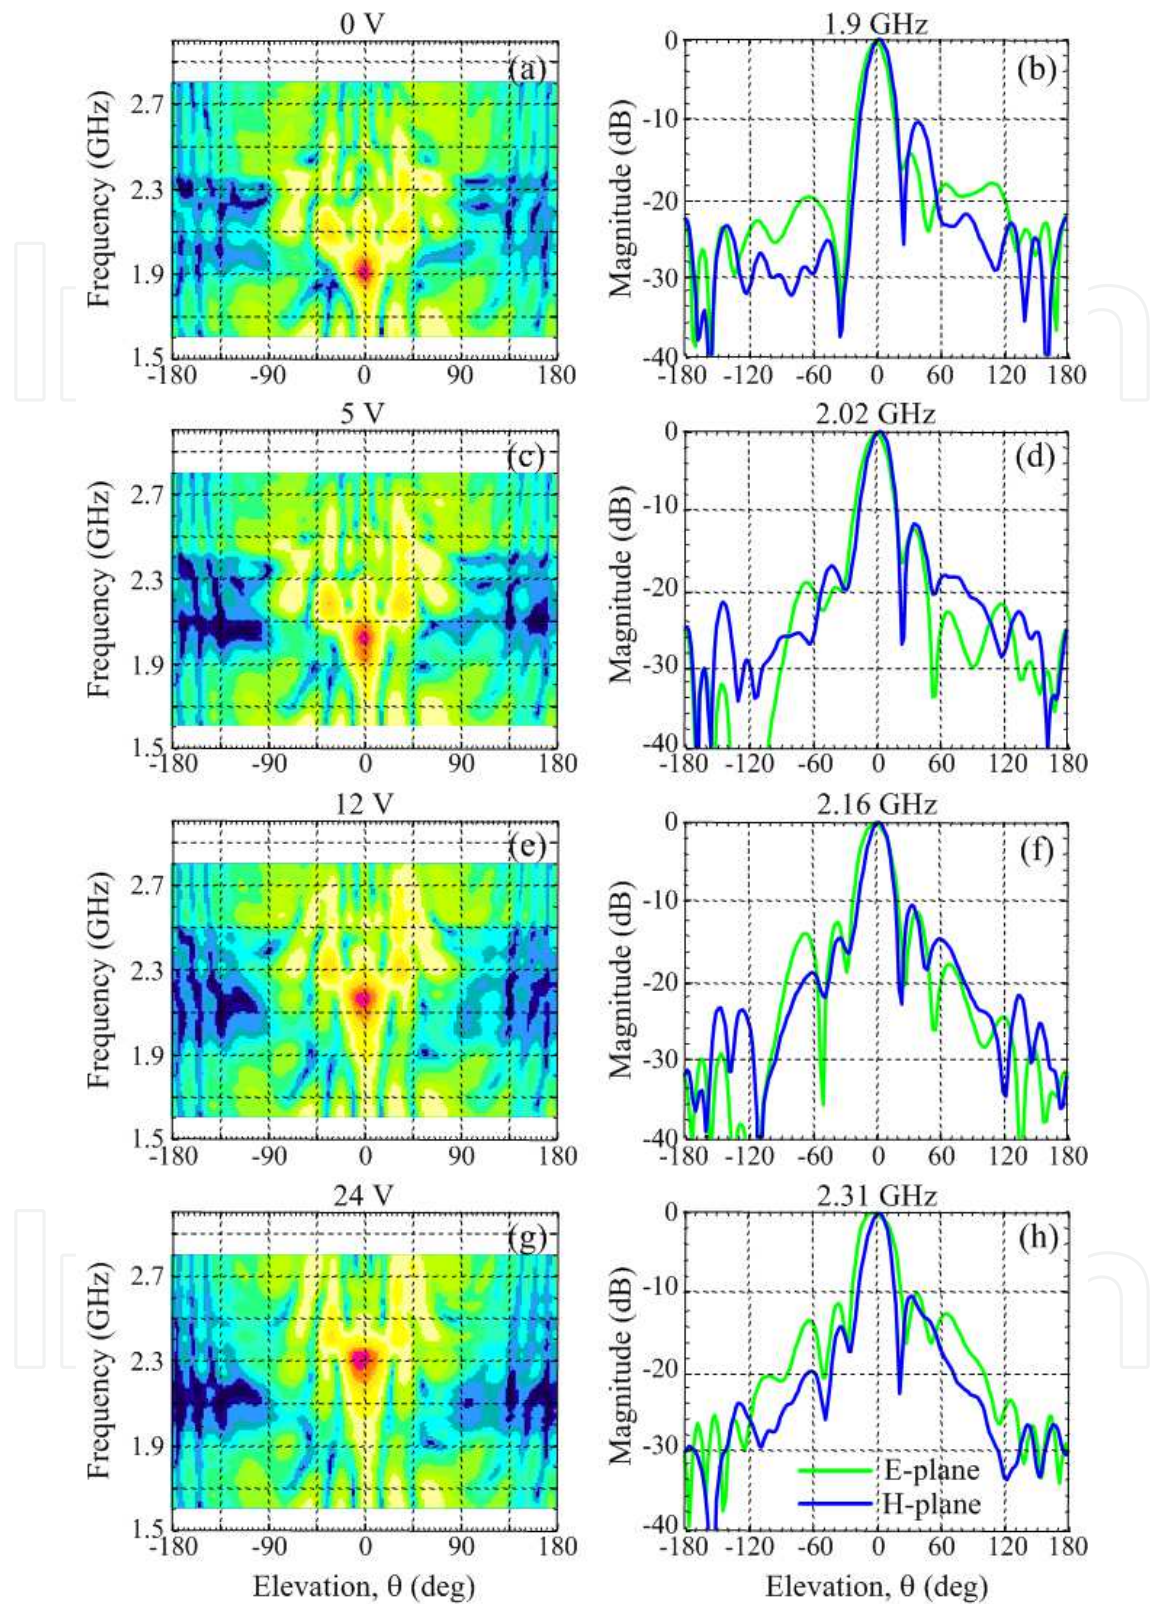 0 V
1.9 GHz
(a)
(b)
Frequency (GHz)
2.7
2.3
1.9
1.5
-180 -90 0 90 180
Magnitude (dB)
0
-10
-20
-30
-40
-180 -120 -60 0 60 120 180
5 V
2.02 GHz
(c)
(d)
Frequency (GHz)
2.7
2.3
1.9
1.5
-180 -90 0 90 180
Magnitude (dB)
0
-10
-20
-30
-40
-180 -120 -60 0 60 120 180
12 V
2.16 GHz
(e)
(f)
Frequency (GHz)
2.7
2.3
1.9
1.5
-180 -90 0 90 180
Magnitude (dB)
0
-10
-20
-30
-40
-180 -120 -60 0 60 120 180
24 V
2.31 GHz
(g)
(h)
Frequency (GHz)
2.7
2.3
1.9
1.5
-180 -90 0 90 180
Elevation, θ (deg)
Magnitude (dB)
0
-10
-20
-30
-40
E-plane
H-plane
-180 -120 -60 0 60 120 180
Elevation, θ (deg)